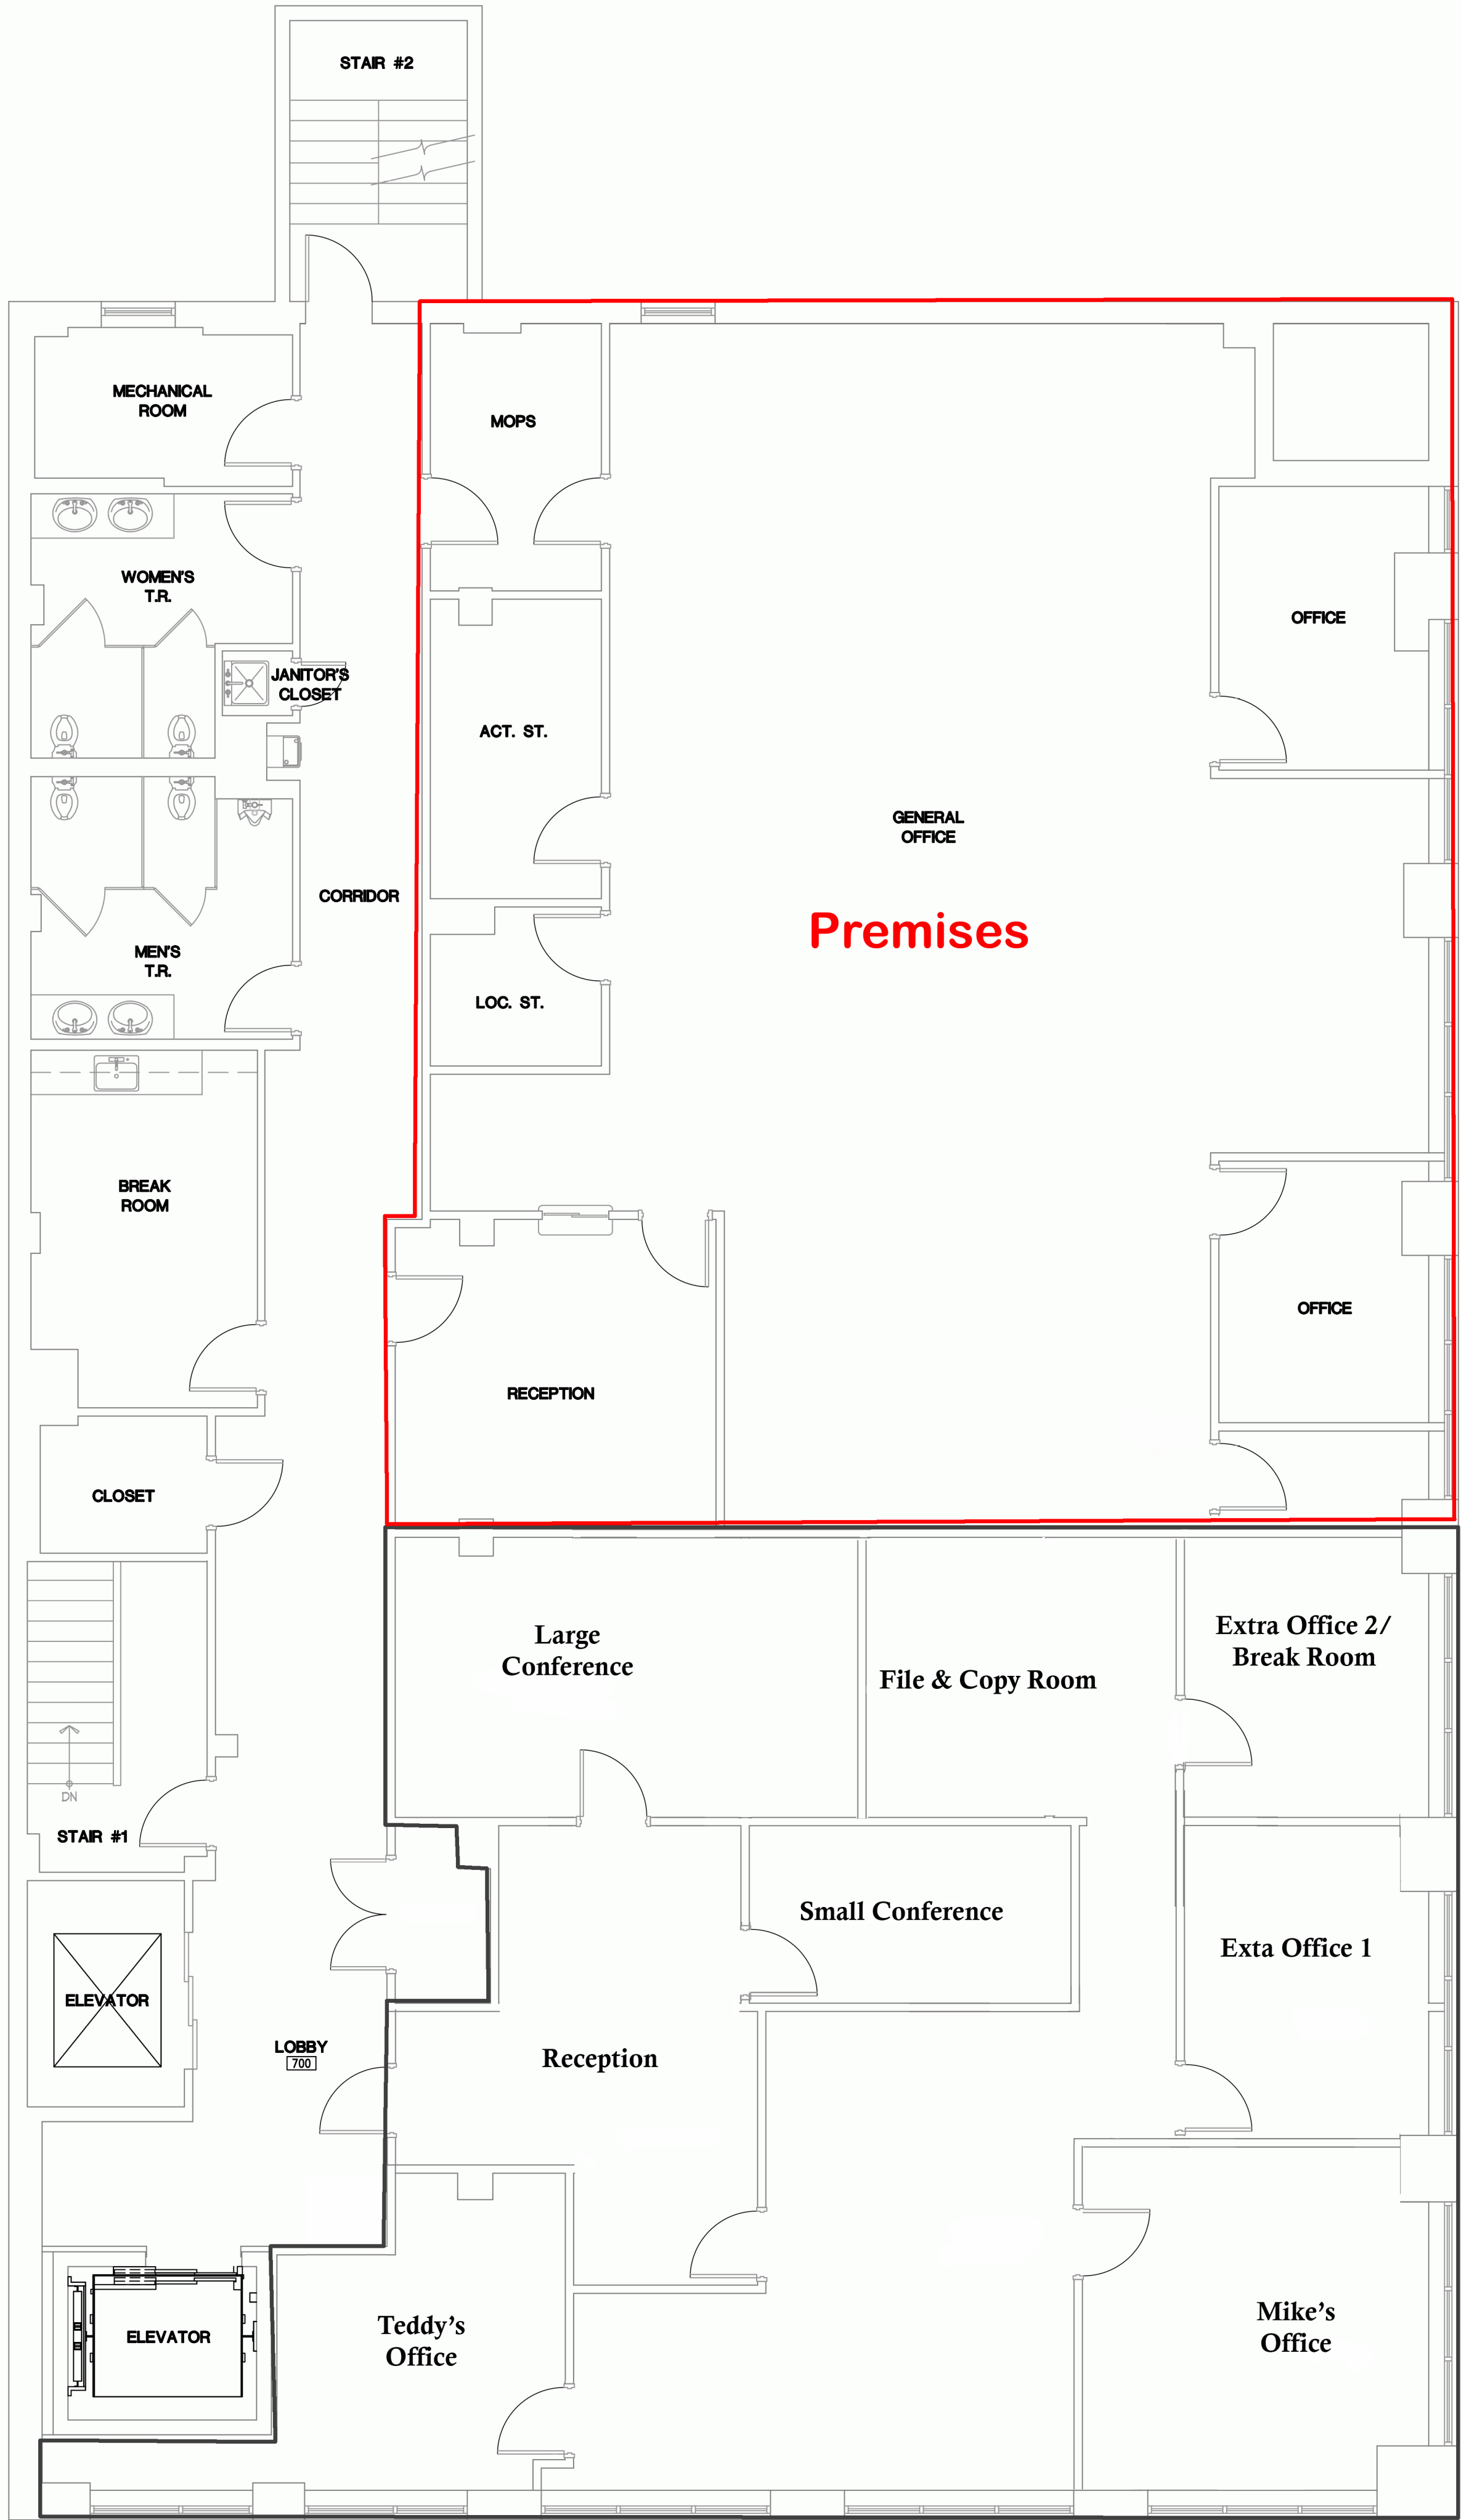 STAIR #2
MECHANICAL
ROOM
MOPS
WOMEN'S
T.R.
OFFICE
JANITOR'S
CLOSET
ACT. ST.
GENERAL
OFFICE
CORRIDOR
Premises
MEN'S
T.R.
LOC. ST.
BREAK
ROOM
OFFICE
RECEPTION
CLOSET
Large
Conference
File & Copy Room
Extra Office 2/
Break Room
DN
STAIR #1
Small Conference
Exta Office 1
ELEVATOR
LOBBY
700
Reception
Teddy's
Office
Mike's
Office
ELEVATOR